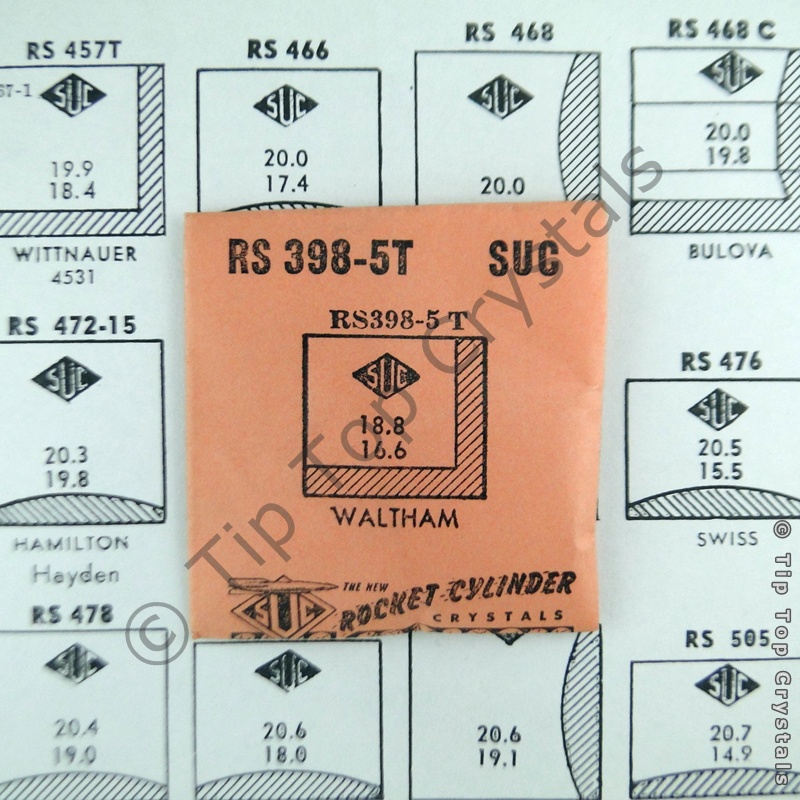 RS 457T
67-1 SUC
19.9
18.4
WITTNAUER
4531
RS 466
SUC
20.0
17.4
RS 468
SUC
20.0
RS 468 C
SUC
20.0
19.8
BULOVA
RS 472-15
SUC
20.3
19.8
HAMILTON
Hayden
RS 398-5T SUC
RS398-5 T
SUC
18.8
16.6
WALTHAM
SUC
THE NEW
ROCKET-CYLINDER
CRYSTALS
RS 476
SUC
20.5
15.5
SWISS
RS 478
SUC
20.4
19.0
SUC
20.6
18.0
20.6
19.1
RS 505
SUC
20.7
14.9
© Tip Top Crystals
© Tip Top Crystals